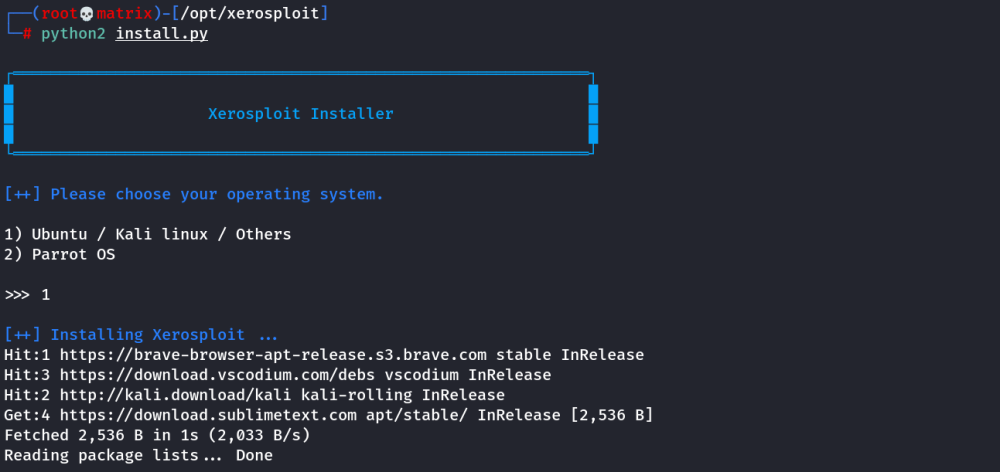 (root💀matrix)-[/opt/xerosploit]
# python2 install.py
Xerosploit Installer
[++] Please choose your operating system.
1) Ubuntu / Kali linux / Others
2) Parrot OS
>>> 1
[++] Installing Xerosploit ...
Hit:1 https://brave-browser-apt-release.s3.brave.com stable InRelease
Hit:3 https://download.vscodium.com/debs vscodium InRelease
Hit:2 http://kali.download/kali kali-rolling InRelease
Get:4 https://download.sublimetext.com apt/stable/ InRelease [2,536 B]
Fetched 2,536 B in 1s (2,033 B/s)
Reading package lists... Done